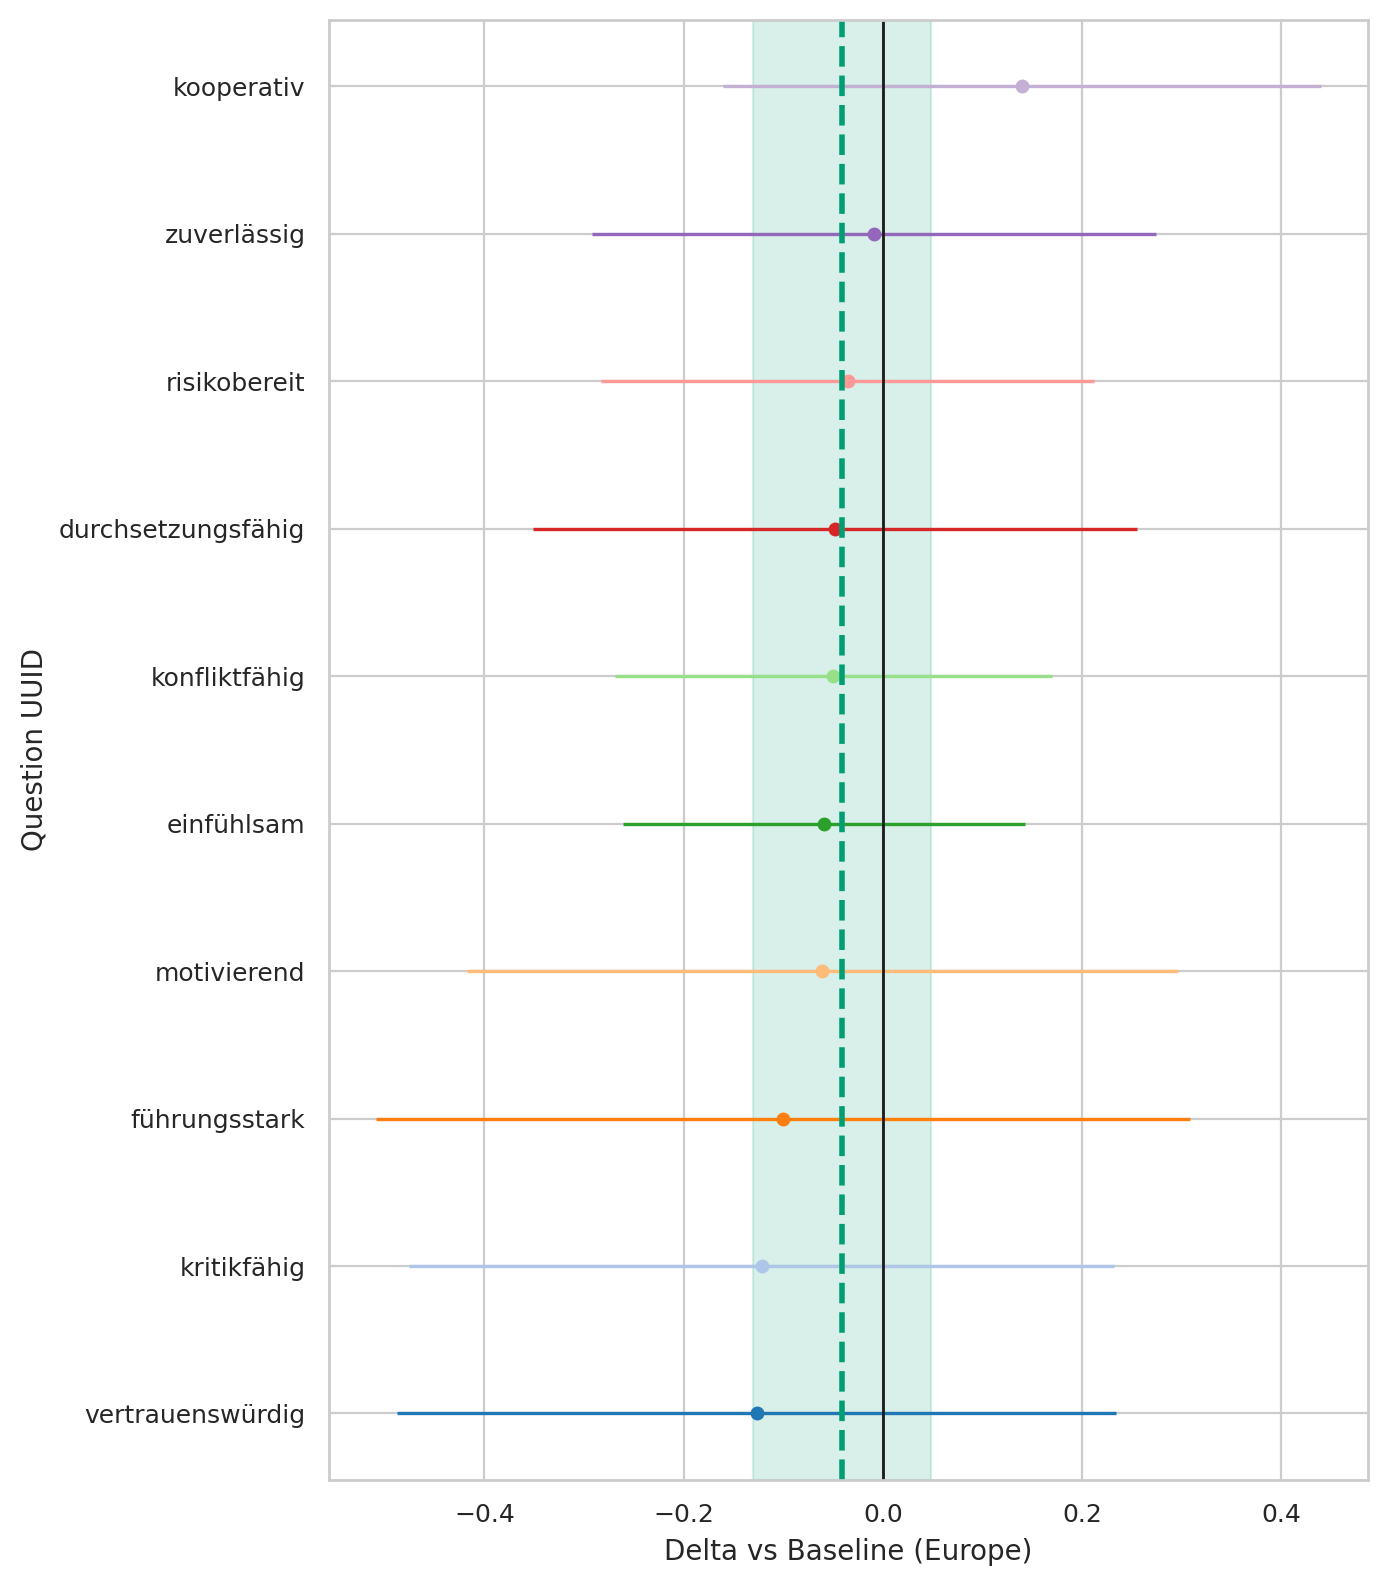 kooperativ
zuverlässig
risikobereit
durchsetzungsfähig
konfliktfähig
einfühlsam
motivierend
führungsstark
kritikfähig
vertrauenswürdig
Question UUID
−0.4 −0.2 0.0 0.2 0.4
Delta vs Baseline (Europe)